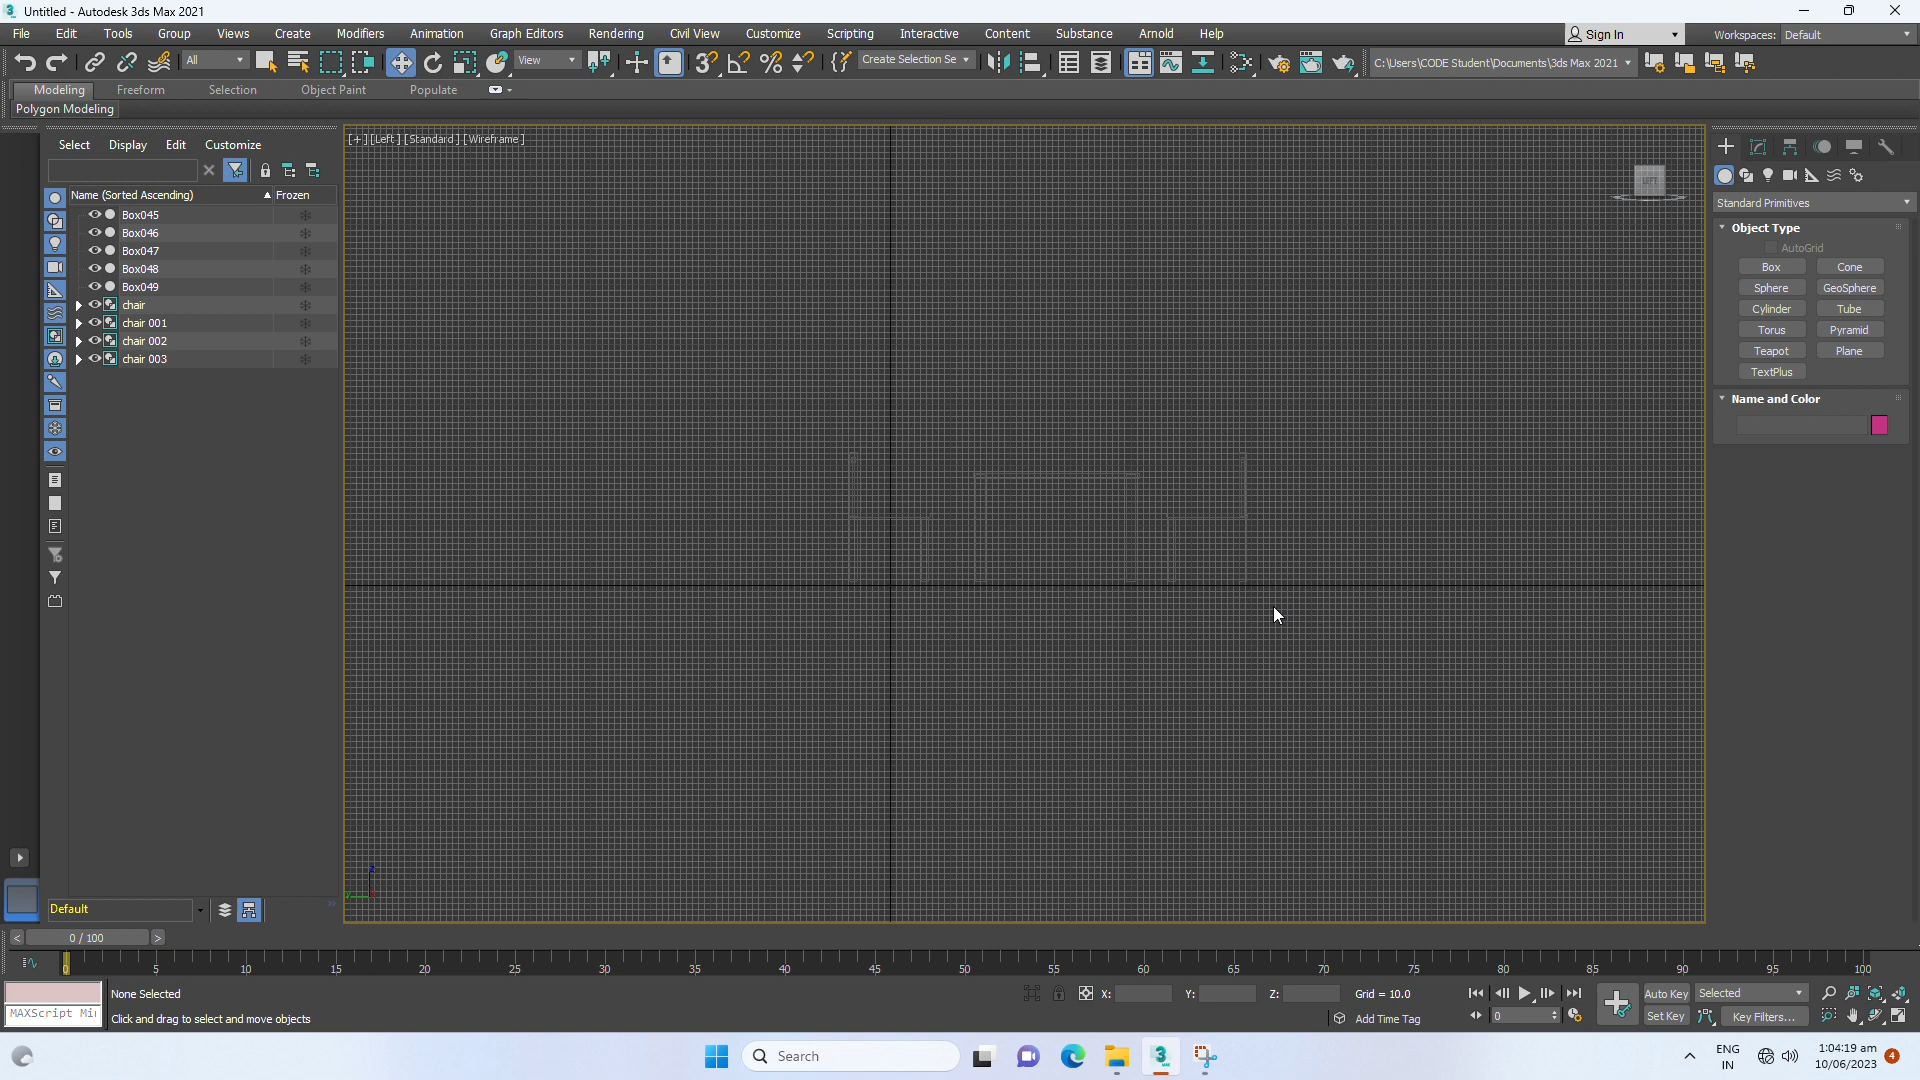 Untitled - Autodesk 3ds Max 2021
File Edit Tools Group Views Create Modifiers Animation Graph Editors Rendering Civil View Customize Scripting Interactive Content Substance Arnold Help
Sign In
Workspaces: Default
All
View
Create Selection Se
C:\Users\CODE Student\Documents\3ds Max 2021
Modeling Freeform Selection Object Paint Populate
Polygon Modeling
Select Display Edit Customize
Name (Sorted Ascending) Frozen
Box045
Box046
Box047
Box048
Box049
chair
chair 001
chair 002
chair 003
[+] [Left] [Standard] [Wireframe]
LEFT
Standard Primitives
Object Type
AutoGrid
Box Cone
Sphere GeoSphere
Cylinder Tube
Torus Pyramid
Teapot Plane
TextPlus
Name and Color
Default
0 / 100
0 5 10 15 20 25 30 35 40 45 50 55 60 65 70 75 80 85 90 95 100
None Selected
X: Y: Z: Grid = 10.0
Auto Key Selected
MAXScript Mi
Click and drag to select and move objects
Add Time Tag
0
Set Key Key Filters...
Search
ENG
IN
1:04:19 am
10/06/2023
4